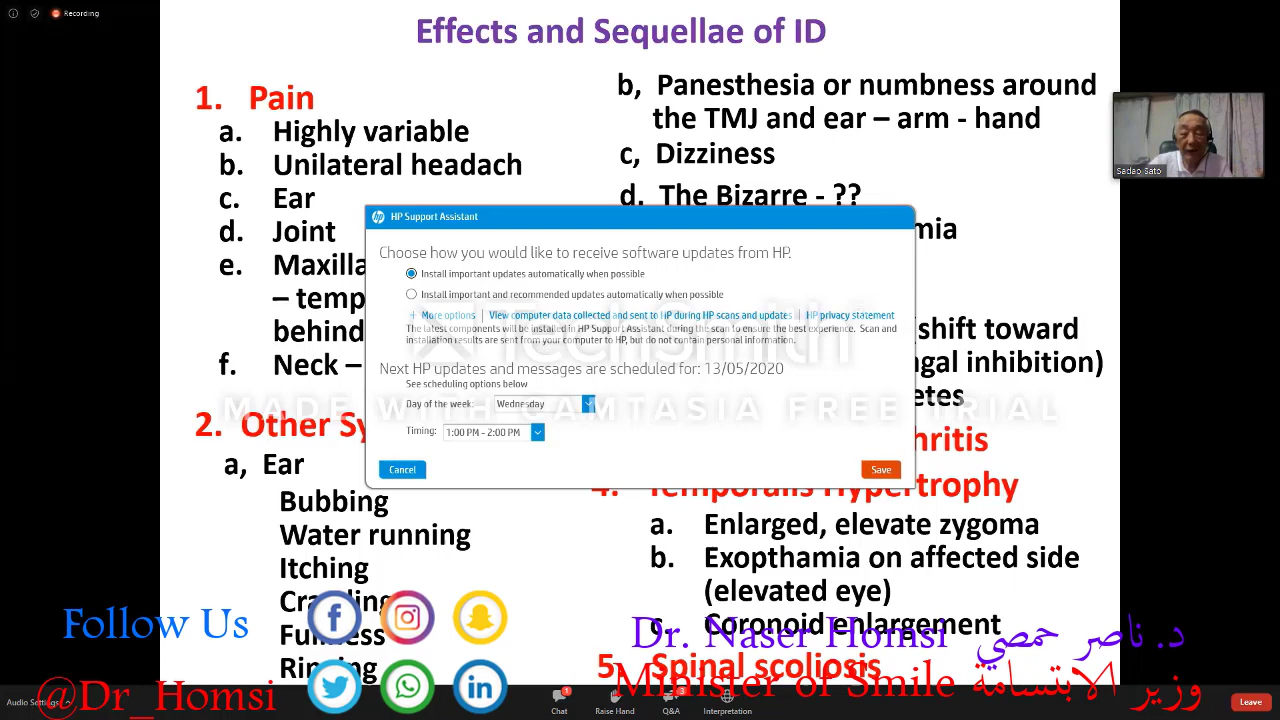 Recording
Effects and Sequellae of ID
1. Pain
a. Highly variable
b. Unilateral headach
c. Ear
d. Joint
e. Maxilla
– temp
behind
f. Neck –
2. Other Sy
a, Ear
Bubbing
Water running
Itching
Ringing
b, Panesthesia or numbness around
the TMJ and ear – arm - hand
c, Dizziness
d. The Bizarre - ??
mia
(shift toward
gal inhibition)
etes
hritis
4. Temporalis Hypertrophy
a. Enlarged, elevate zygoma
b. Exopthamia on affected side
(elevated eye)
c. Coronoid enlargement
5. Spinal scoliosis
Sadao Sato
HP Support Assistant
Choose how you would like to receive software updates from HP.
Install important updates automatically when possible
Install important and recommended updates automatically when possible
+ More options | View computer data collected and sent to HP during HP scans and updates | HP privacy statement
The latest components will be installed in HP Support Assistant during the scan to ensure the best experience. Scan and
installation results are sent from your computer to HP, but do not contain personal information.
Next HP updates and messages are scheduled for: 13/05/2020
See scheduling options below
Day of the week: Wednesday
Timing: 1:00 PM - 2:00 PM
Cancel
Save
TechSmith
MADE WITH CAMTASIA FREE TRIAL
Follow Us
@Dr_Homsi
Dr. Naser Homsi د. ناصر حمصي
Minister of Smile وزير الابتسامة
Audio Settings
Chat 1
Raise Hand
Q&A 3
Interpretation
Leave